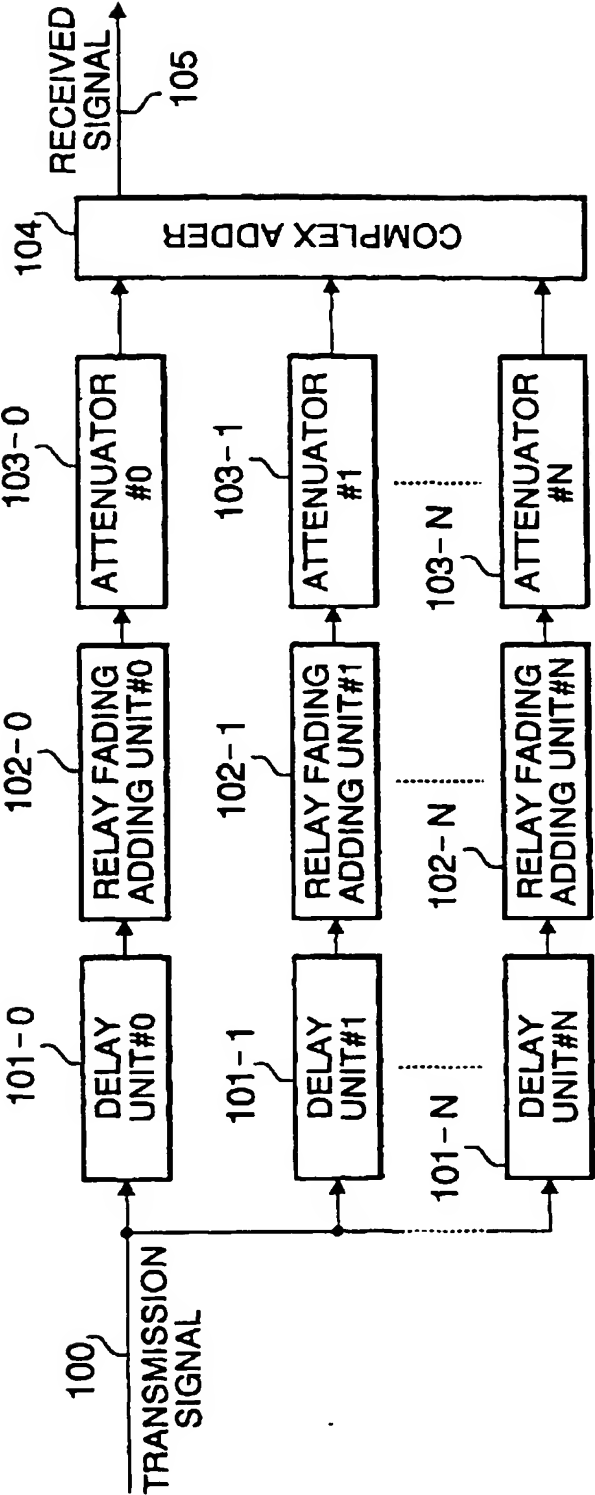 100
TRANSMISSION
SIGNAL
101-0
DELAY
UNIT#0
102-0
RELAY FADING
ADDING UNIT#0
103-0
ATTENUATOR
#0
101-1
DELAY
UNIT#1
102-1
RELAY FADING
ADDING UNIT#1
103-1
ATTENUATOR
#1
101-N
DELAY
UNIT#N
102-N
RELAY FADING
ADDING UNIT#N
103-N
ATTENUATOR
#N
104
COMPLEX ADDER
RECEIVED
SIGNAL
105